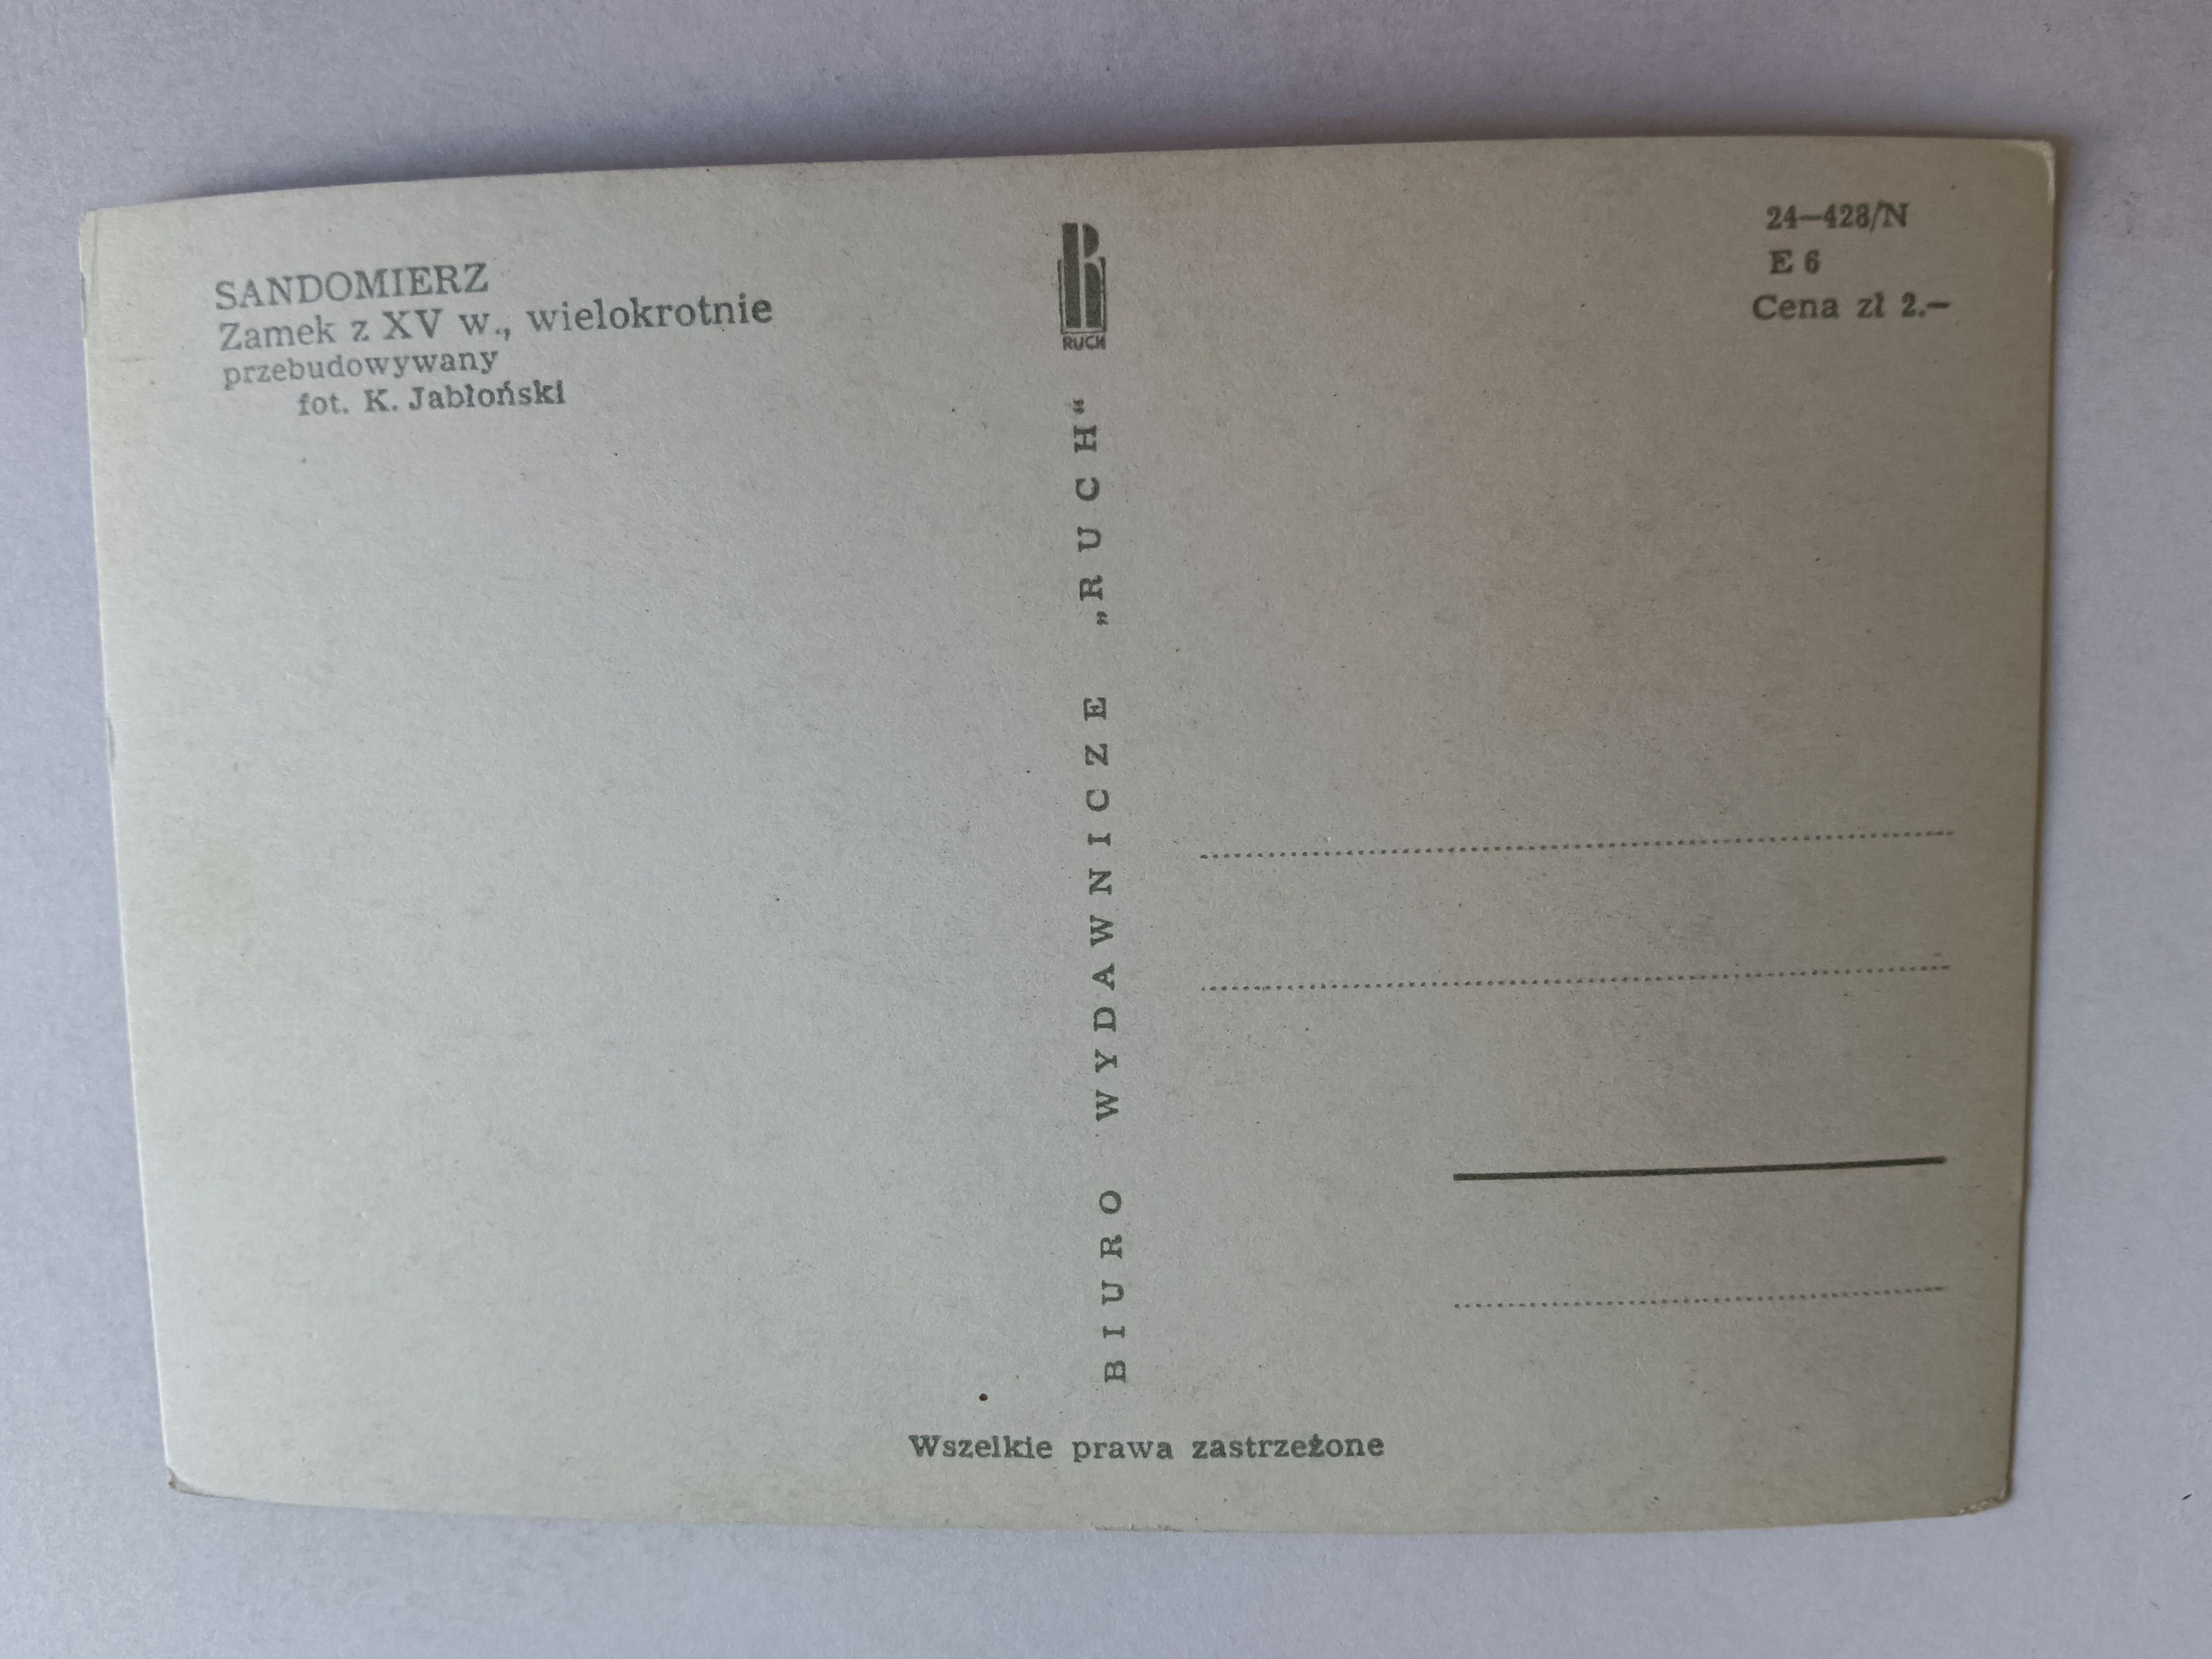 SANDOMIERZ
Zamek z XV w., wielokrotnie
przebudowywany
fot. K. Jabłoński
RUCH
BIURO WYDAWNICZE „RUCH“
24—428/N
E 6
Cena zł 2.—
Wszelkie prawa zastrzeżone